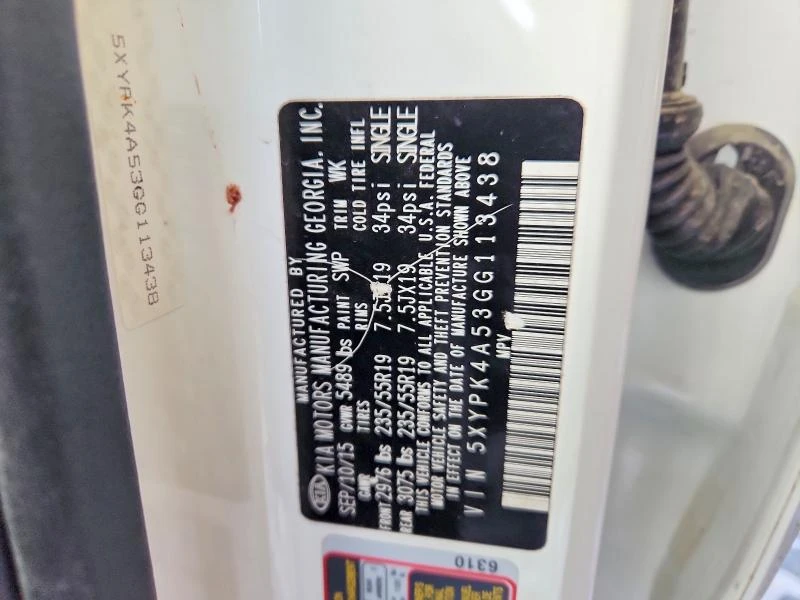 5XYPK4A53GG113438
MANUFACTURED BY
KIA KIA MOTORS MANUFACTURING GEORGIA. INC.
SEP/10/15 GVWR 5489 lbs PAINT SWP TRIM WK
GAWR TIRES RIMS COLD TIRE INFL
FRONT 2976 lbs 235/55R19 7.5JX19 34psi SINGLE
REAR 3075 lbs 235/55R19 7.5JX19 34psi SINGLE
THIS VEHICLE CONFORMS TO ALL APPLICABLE U.S.A. FEDERAL
MOTOR VEHICLE SAFETY AND THEFT PREVENTION STANDARDS
IN EFFECT ON THE DATE OF MANUFACTURE SHOWN ABOVE
VIN 5XYPK4A53GG113438
MPV
6310